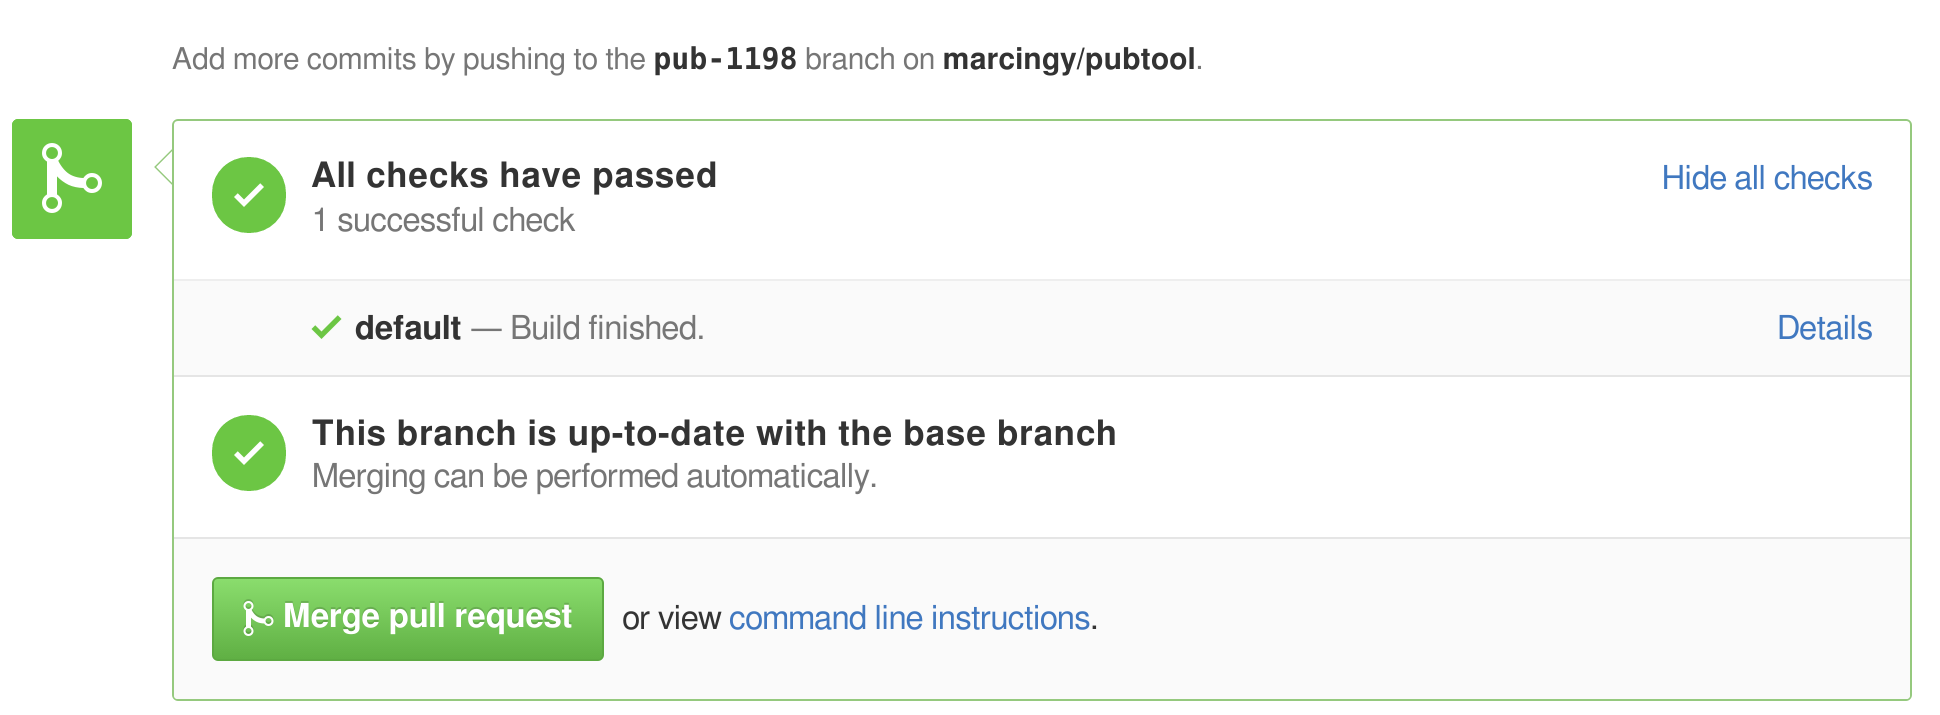 Add more commits by pushing to the pub-1198 branch on marcingy/pubtool.
All checks have passed
Hide all checks
1 successful check
default — Build finished.
Details
This branch is up-to-date with the base branch
Merging can be performed automatically.
Merge pull request or view command line instructions.